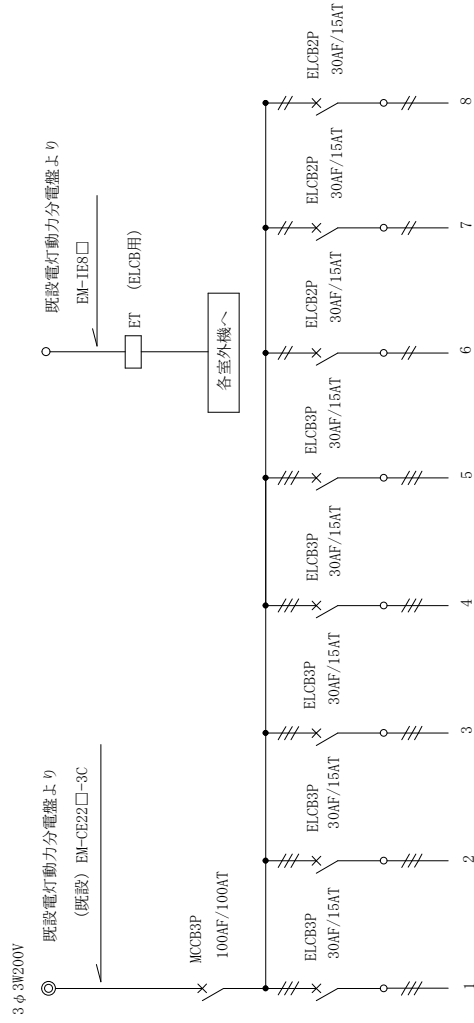 3φ3W200V
既設電灯動力分電盤より
(既設) EM-CE22□-3C
MCCB3P
100AF/100AT
既設電灯動力分電盤より
EM-IE8□
ET (ELCB用)
各室外機へ
ELCB3P
30AF/15AT
1
ELCB3P
30AF/15AT
2
ELCB3P
30AF/15AT
3
ELCB3P
30AF/15AT
4
ELCB3P
30AF/15AT
5
ELCB2P
30AF/15AT
6
ELCB2P
30AF/15AT
7
ELCB2P
30AF/15AT
8